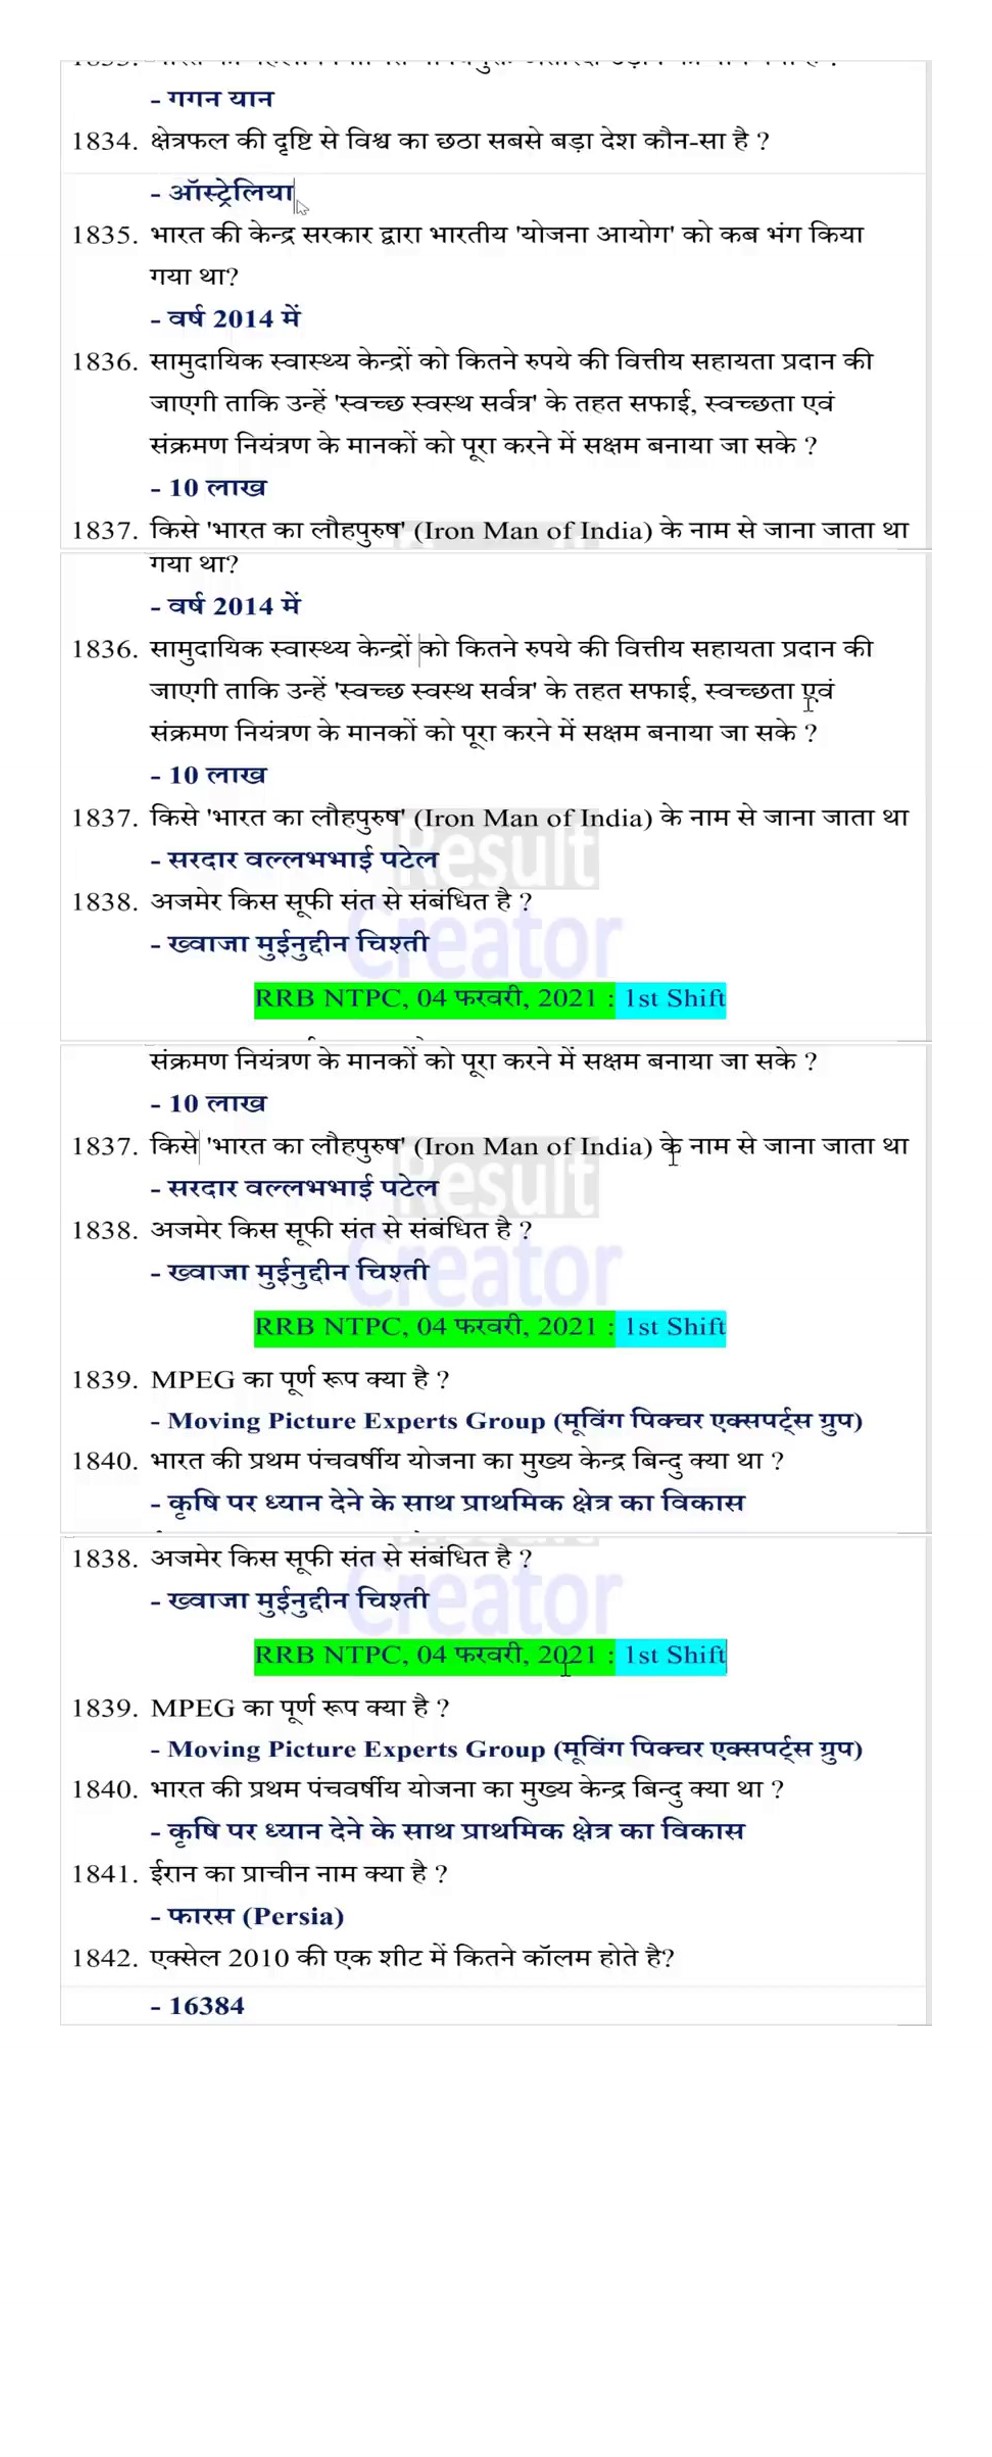 - गगन यान
1834. क्षेत्रफल की दृष्टि से विश्व का छठा सबसे बड़ा देश कौन-सा है ?
- ऑस्ट्रेलिया
1835. भारत की केन्द्र सरकार द्वारा भारतीय 'योजना आयोग' को कब भंग किया
गया था?
- वर्ष 2014 में
1836. सामुदायिक स्वास्थ्य केन्द्रों को कितने रुपये की वित्तीय सहायता प्रदान की
जाएगी ताकि उन्हें 'स्वच्छ स्वस्थ सर्वत्र' के तहत सफाई, स्वच्छता एवं
संक्रमण नियंत्रण के मानकों को पूरा करने में सक्षम बनाया जा सके ?
- 10 लाख
1837. किसे 'भारत का लौहपुरुष' (Iron Man of India) के नाम से जाना जाता था
गया था?
- वर्ष 2014 में
1836. सामुदायिक स्वास्थ्य केन्द्रों को कितने रुपये की वित्तीय सहायता प्रदान की
जाएगी ताकि उन्हें 'स्वच्छ स्वस्थ सर्वत्र' के तहत सफाई, स्वच्छता एवं
संक्रमण नियंत्रण के मानकों को पूरा करने में सक्षम बनाया जा सके ?
- 10 लाख
1837. किसे 'भारत का लौहपुरुष' (Iron Man of India) के नाम से जाना जाता था
Result
- सरदार वल्लभभाई पटेल
1838. अजमेर किस सूफी संत से संबंधित है ?
Creator
- ख्वाजा मुईनुद्दीन चिश्ती
RRB NTPC, 04 फरवरी, 2021 : 1st Shift
संक्रमण नियंत्रण के मानकों को पूरा करने में सक्षम बनाया जा सके ?
- 10 लाख
1837. किसे 'भारत का लौहपुरुष' (Iron Man of India) के नाम से जाना जाता था
Result
- सरदार वल्लभभाई पटेल
1838. अजमेर किस सूफी संत से संबंधित है ?
Creator
- ख्वाजा मुईनुद्दीन चिश्ती
RRB NTPC, 04 फरवरी, 2021 : 1st Shift
1839. MPEG का पूर्ण रूप क्या है ?
- Moving Picture Experts Group (मूविंग पिक्चर एक्सपर्ट्स ग्रुप)
1840. भारत की प्रथम पंचवर्षीय योजना का मुख्य केन्द्र बिन्दु क्या था ?
- कृषि पर ध्यान देने के साथ प्राथमिक क्षेत्र का विकास
1838. अजमेर किस सूफी संत से संबंधित है ?
Creator
- ख्वाजा मुईनुद्दीन चिश्ती
RRB NTPC, 04 फरवरी, 2021 : 1st Shift
1839. MPEG का पूर्ण रूप क्या है ?
- Moving Picture Experts Group (मूविंग पिक्चर एक्सपर्ट्स ग्रुप)
1840. भारत की प्रथम पंचवर्षीय योजना का मुख्य केन्द्र बिन्दु क्या था ?
- कृषि पर ध्यान देने के साथ प्राथमिक क्षेत्र का विकास
1841. ईरान का प्राचीन नाम क्या है ?
- फारस (Persia)
1842. एक्सेल 2010 की एक शीट में कितने कॉलम होते है?
- 16384